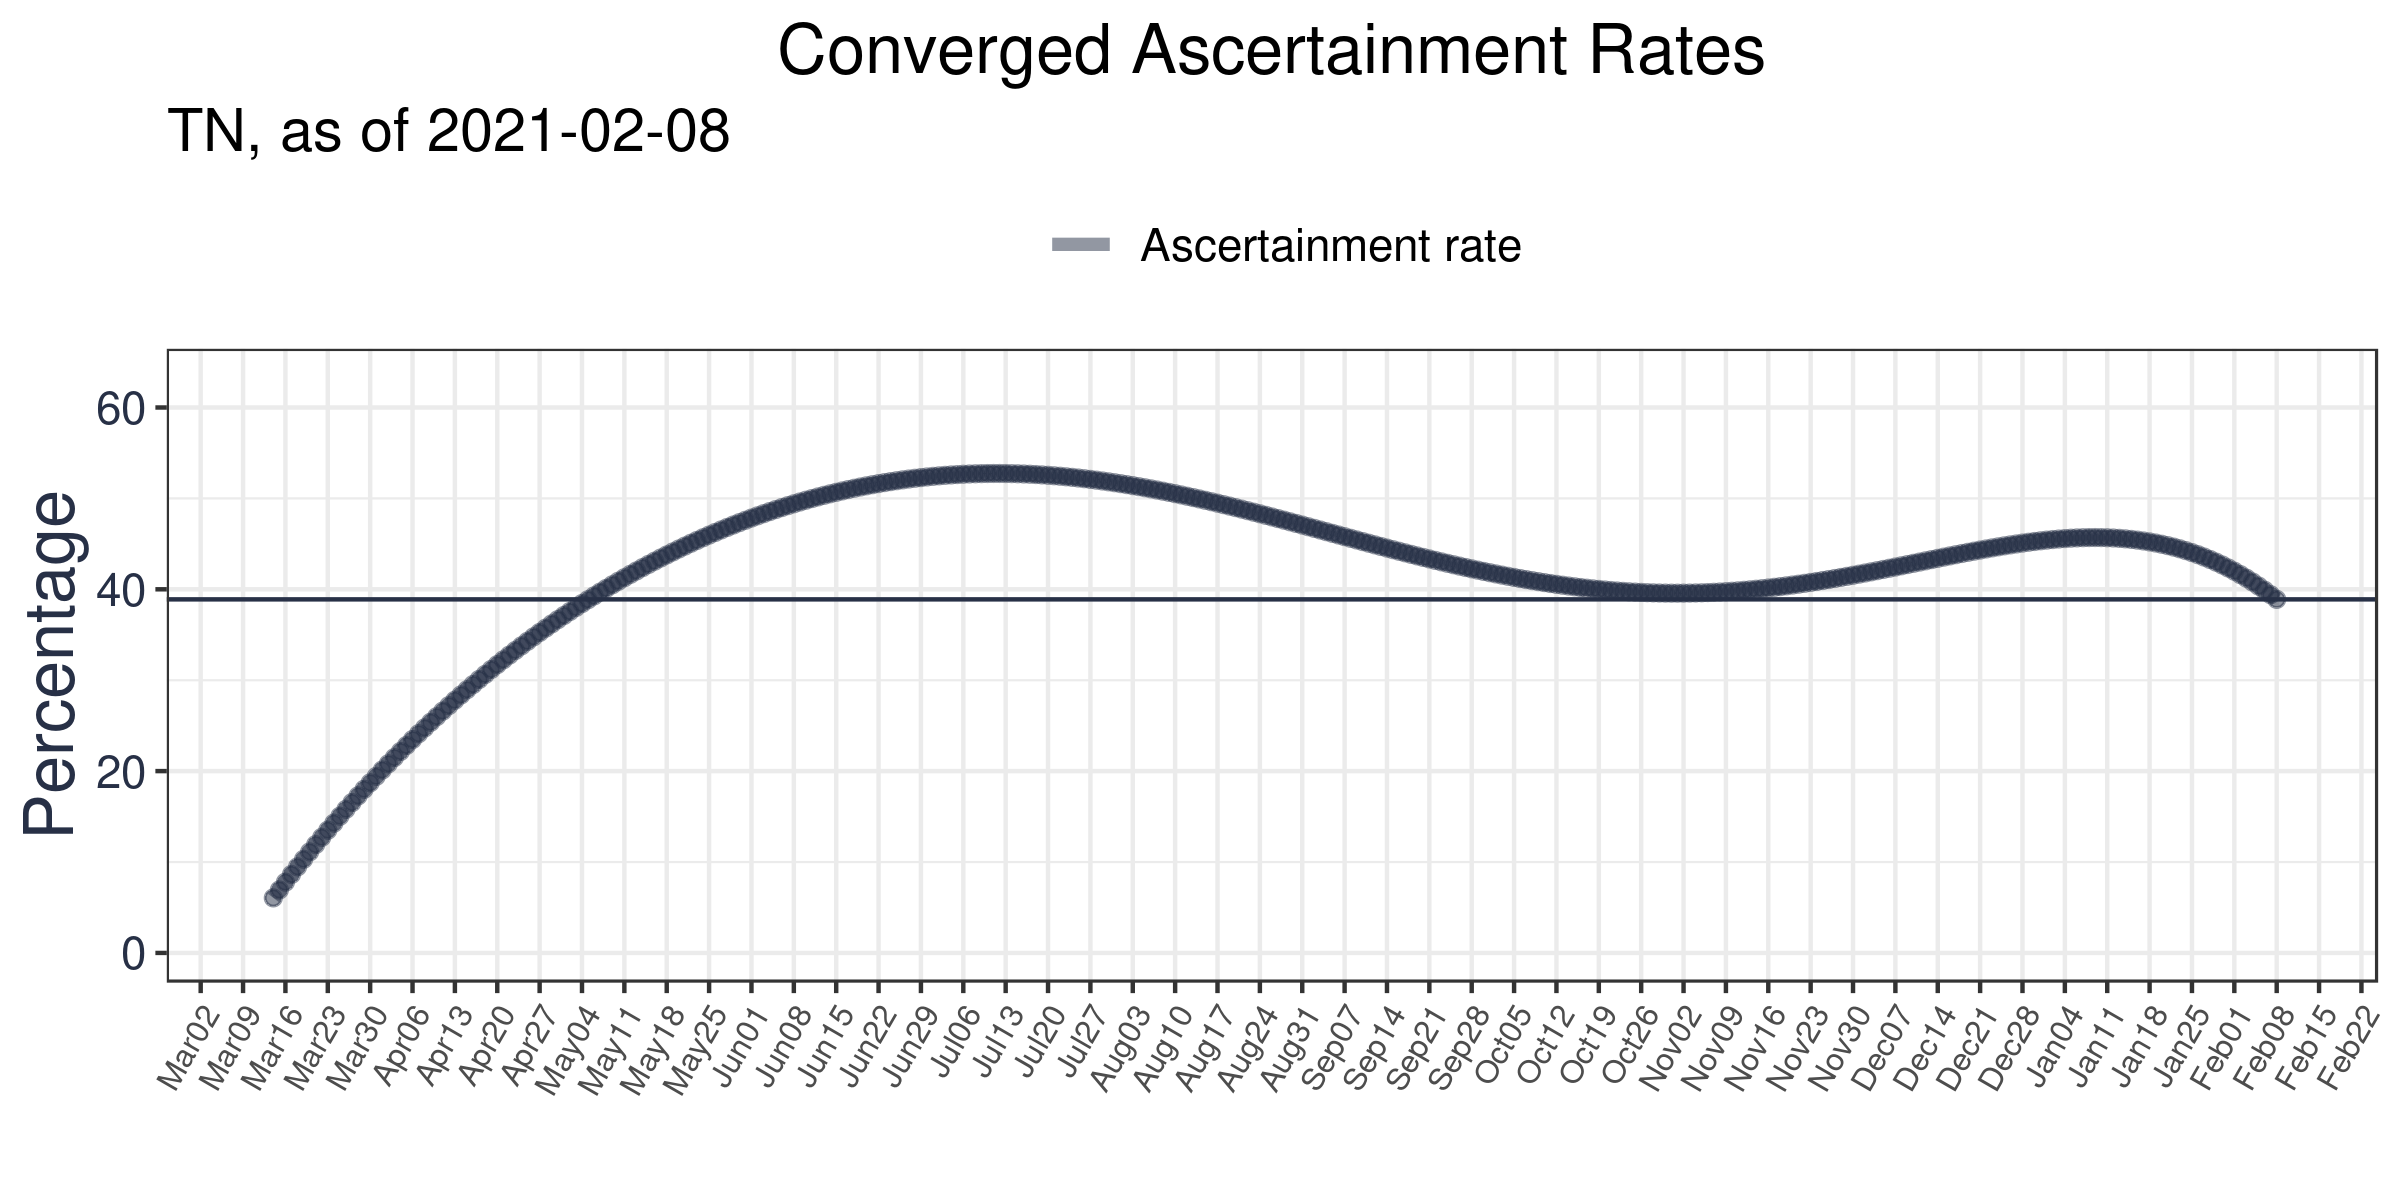 Converged Ascertainment Rates
TN, as of 2021-02-08
Ascertainment rate
Percentage
60
40
20
0
Mar02 Mar09 Mar16 Mar23 Mar30 Apr06 Apr13 Apr20 Apr27 May04 May11 May18 May25 Jun01 Jun08 Jun15 Jun22 Jun29 Jul06 Jul13 Jul20 Jul27 Aug03 Aug10 Aug17 Aug24 Aug31 Sep07 Sep14 Sep21 Sep28 Oct05 Oct12 Oct19 Oct26 Nov02 Nov09 Nov16 Nov23 Nov30 Dec07 Dec14 Dec21 Dec28 Jan04 Jan11 Jan18 Jan25 Feb01 Feb08 Feb15 Feb22